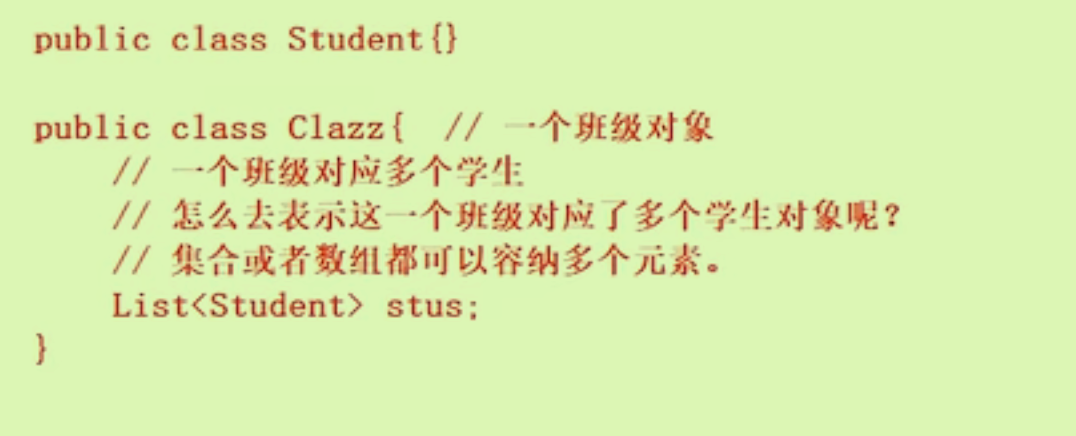 public class Student{}
public class Clazz{  // 一个班级对象
// 一个班级对应多个学生
// 怎么去表示这一个班级对应了多个学生对象呢？
// 集合或者数组都可以容纳多个元素。
List<Student> stus;
}